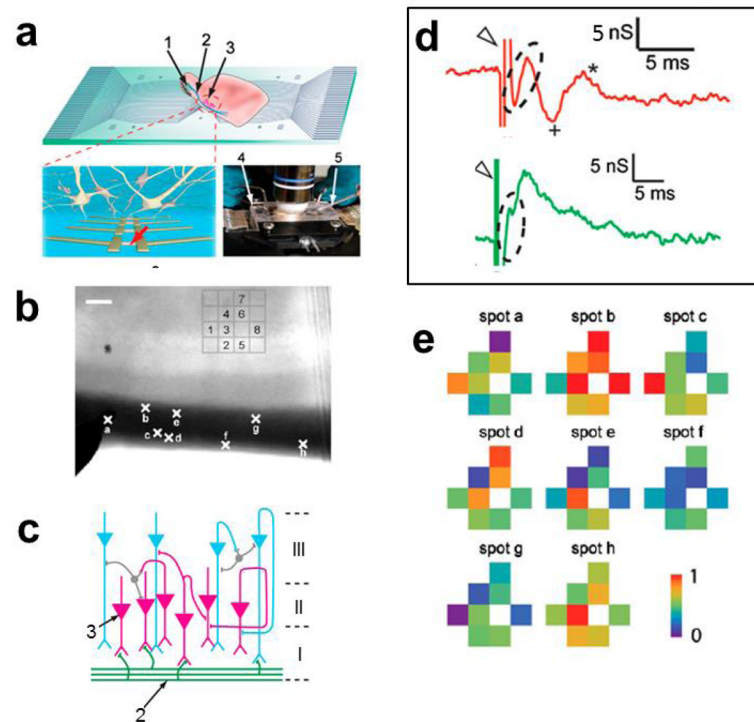 a
1 2 3
4 5
b
7
4 6
1 3 8
2 5
a
b
c
d
e
f
g
h
c
III
II
I
3
2
d
5 nS
5 ms
*
+
5 nS
5 ms
e
spot a spot b spot c
spot d spot e spot f
spot g spot h
1
0